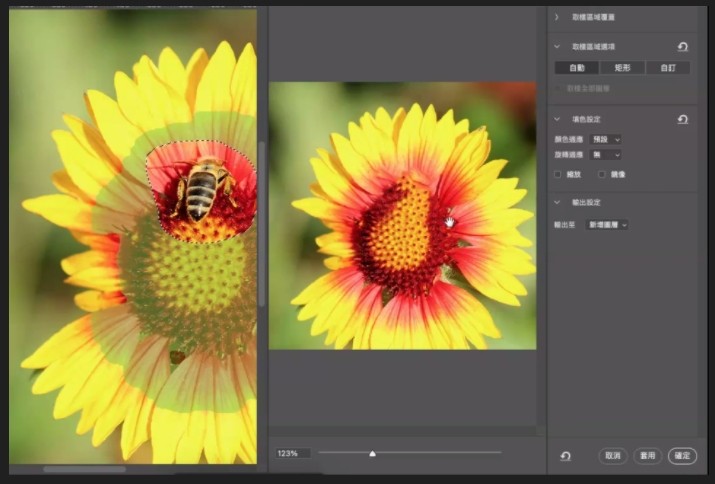 取樣區域覆蓋
取樣區域選項
自動 矩形 自訂
取樣全部圖層
填色設定
顏色適應 預設
旋轉適應 無
縮放 鏡像
輸出設定
輸出至 新增圖層
123%
取消 套用 確定